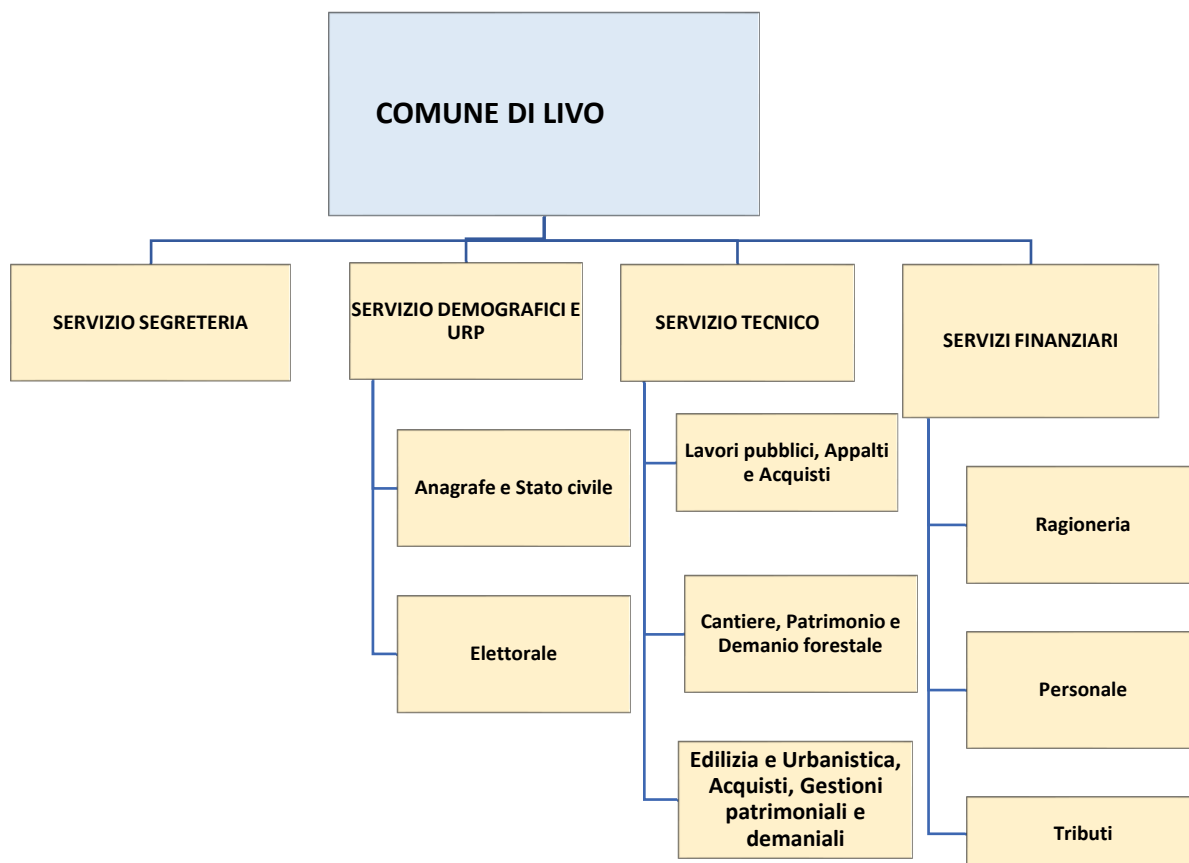 COMUNE DI LIVO
SERVIZIO SEGRETERIA
SERVIZIO DEMOGRAFICI E
URP
SERVIZIO TECNICO
SERVIZI FINANZIARI
Anagrafe e Stato civile
Elettorale
Lavori pubblici, Appalti
e Acquisti
Cantiere, Patrimonio e
Demanio forestale
Edilizia e Urbanistica,
Acquisti, Gestioni
patrimoniali e
demaniali
Ragioneria
Personale
Tributi